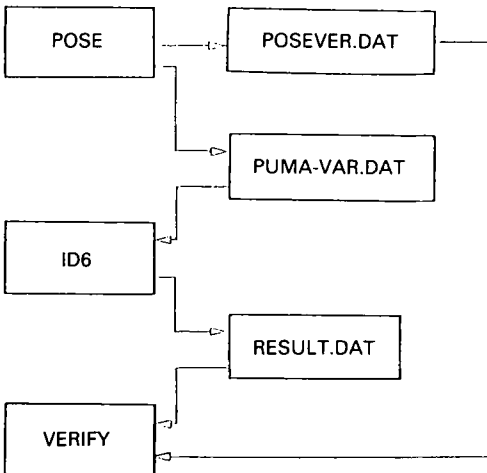 POSE
POSEVER.DAT
PUMA-VAR.DAT
ID6
RESULT.DAT
VERIFY